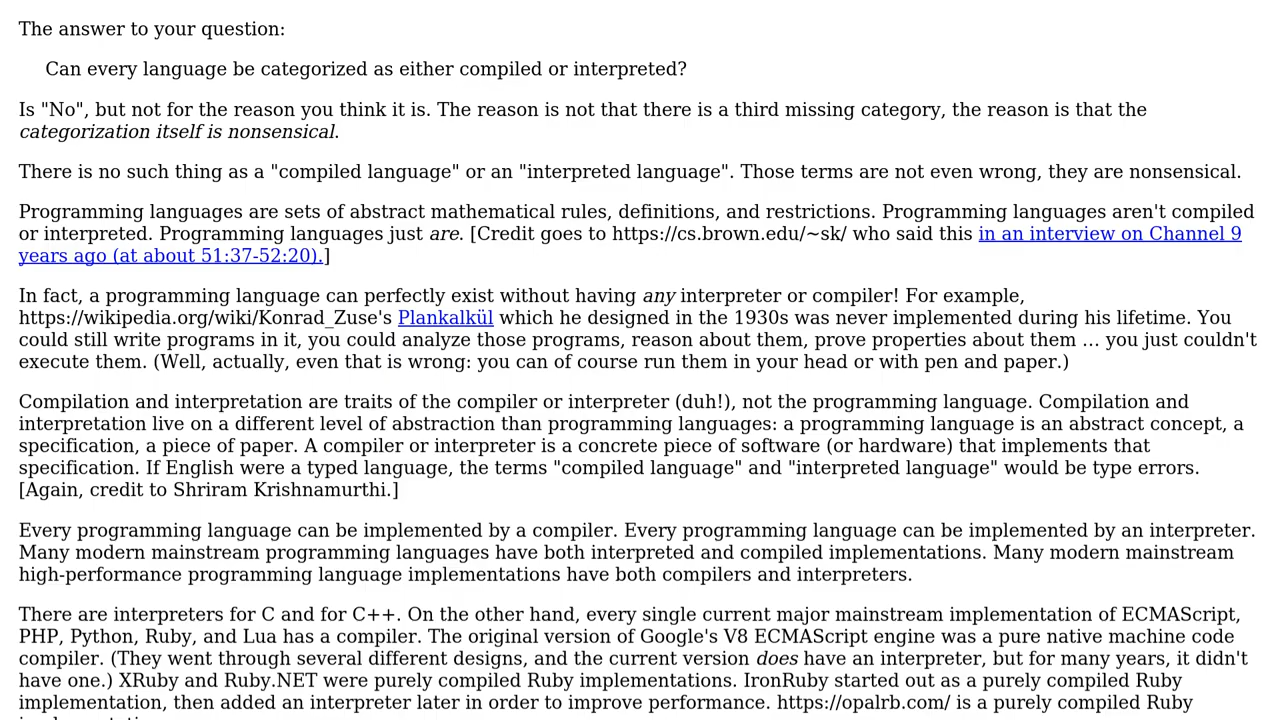 The answer to your question:
Can every language be categorized as either compiled or interpreted?
Is "No", but not for the reason you think it is. The reason is not that there is a third missing category, the reason is that the
categorization itself is nonsensical.
There is no such thing as a "compiled language" or an "interpreted language". Those terms are not even wrong, they are nonsensical.
Programming languages are sets of abstract mathematical rules, definitions, and restrictions. Programming languages aren't compiled
or interpreted. Programming languages just are. [Credit goes to https://cs.brown.edu/~sk/ who said this in an interview on Channel 9
years ago (at about 51:37-52:20).]
In fact, a programming language can perfectly exist without having any interpreter or compiler! For example,
https://wikipedia.org/wiki/Konrad_Zuse's Plankalkül which he designed in the 1930s was never implemented during his lifetime. You
could still write programs in it, you could analyze those programs, reason about them, prove properties about them … you just couldn't
execute them. (Well, actually, even that is wrong: you can of course run them in your head or with pen and paper.)
Compilation and interpretation are traits of the compiler or interpreter (duh!), not the programming language. Compilation and
interpretation live on a different level of abstraction than programming languages: a programming language is an abstract concept, a
specification, a piece of paper. A compiler or interpreter is a concrete piece of software (or hardware) that implements that
specification. If English were a typed language, the terms "compiled language" and "interpreted language" would be type errors.
[Again, credit to Shriram Krishnamurthi.]
Every programming language can be implemented by a compiler. Every programming language can be implemented by an interpreter.
Many modern mainstream programming languages have both interpreted and compiled implementations. Many modern mainstream
high-performance programming language implementations have both compilers and interpreters.
There are interpreters for C and for C++. On the other hand, every single current major mainstream implementation of ECMAScript,
PHP, Python, Ruby, and Lua has a compiler. The original version of Google's V8 ECMAScript engine was a pure native machine code
compiler. (They went through several different designs, and the current version does have an interpreter, but for many years, it didn't
have one.) XRuby and Ruby.NET were purely compiled Ruby implementations. IronRuby started out as a purely compiled Ruby
implementation, then added an interpreter later in order to improve performance. https://opalrb.com/ is a purely compiled Ruby